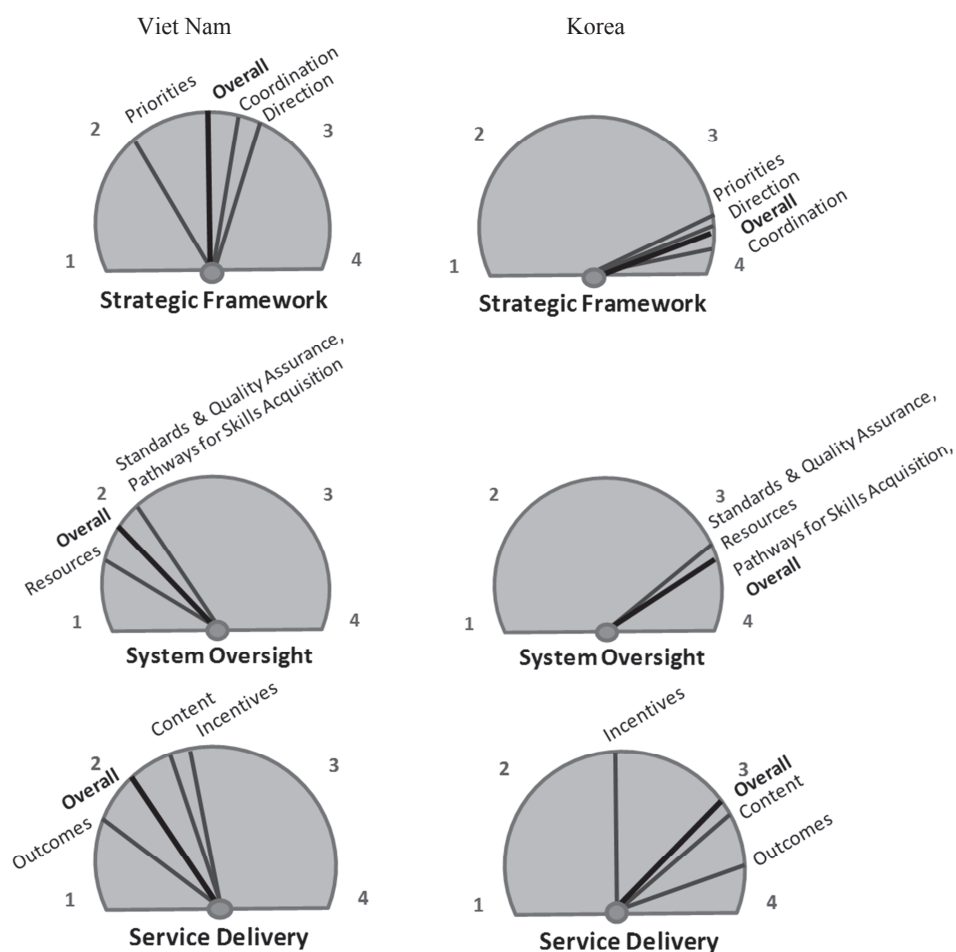 Viet Nam
Korea
Priorities
Overall
Coordination
Direction
2
3
1
4
Strategic Framework
2
3
Priorities
Direction
Overall
Coordination
1
4
Strategic Framework
Standards & Quality Assurance,
Pathways for Skills Acquisition
2
3
Overall
Resources
1
4
System Oversight
2
3
Standards & Quality Assurance,
Resources
Pathways for Skills Acquisition,
Overall
1
4
System Oversight
Content
Incentives
2
3
Overall
Outcomes
1
4
Service Delivery
Incentives
2
3
Overall
Content
Outcomes
1
4
Service Delivery